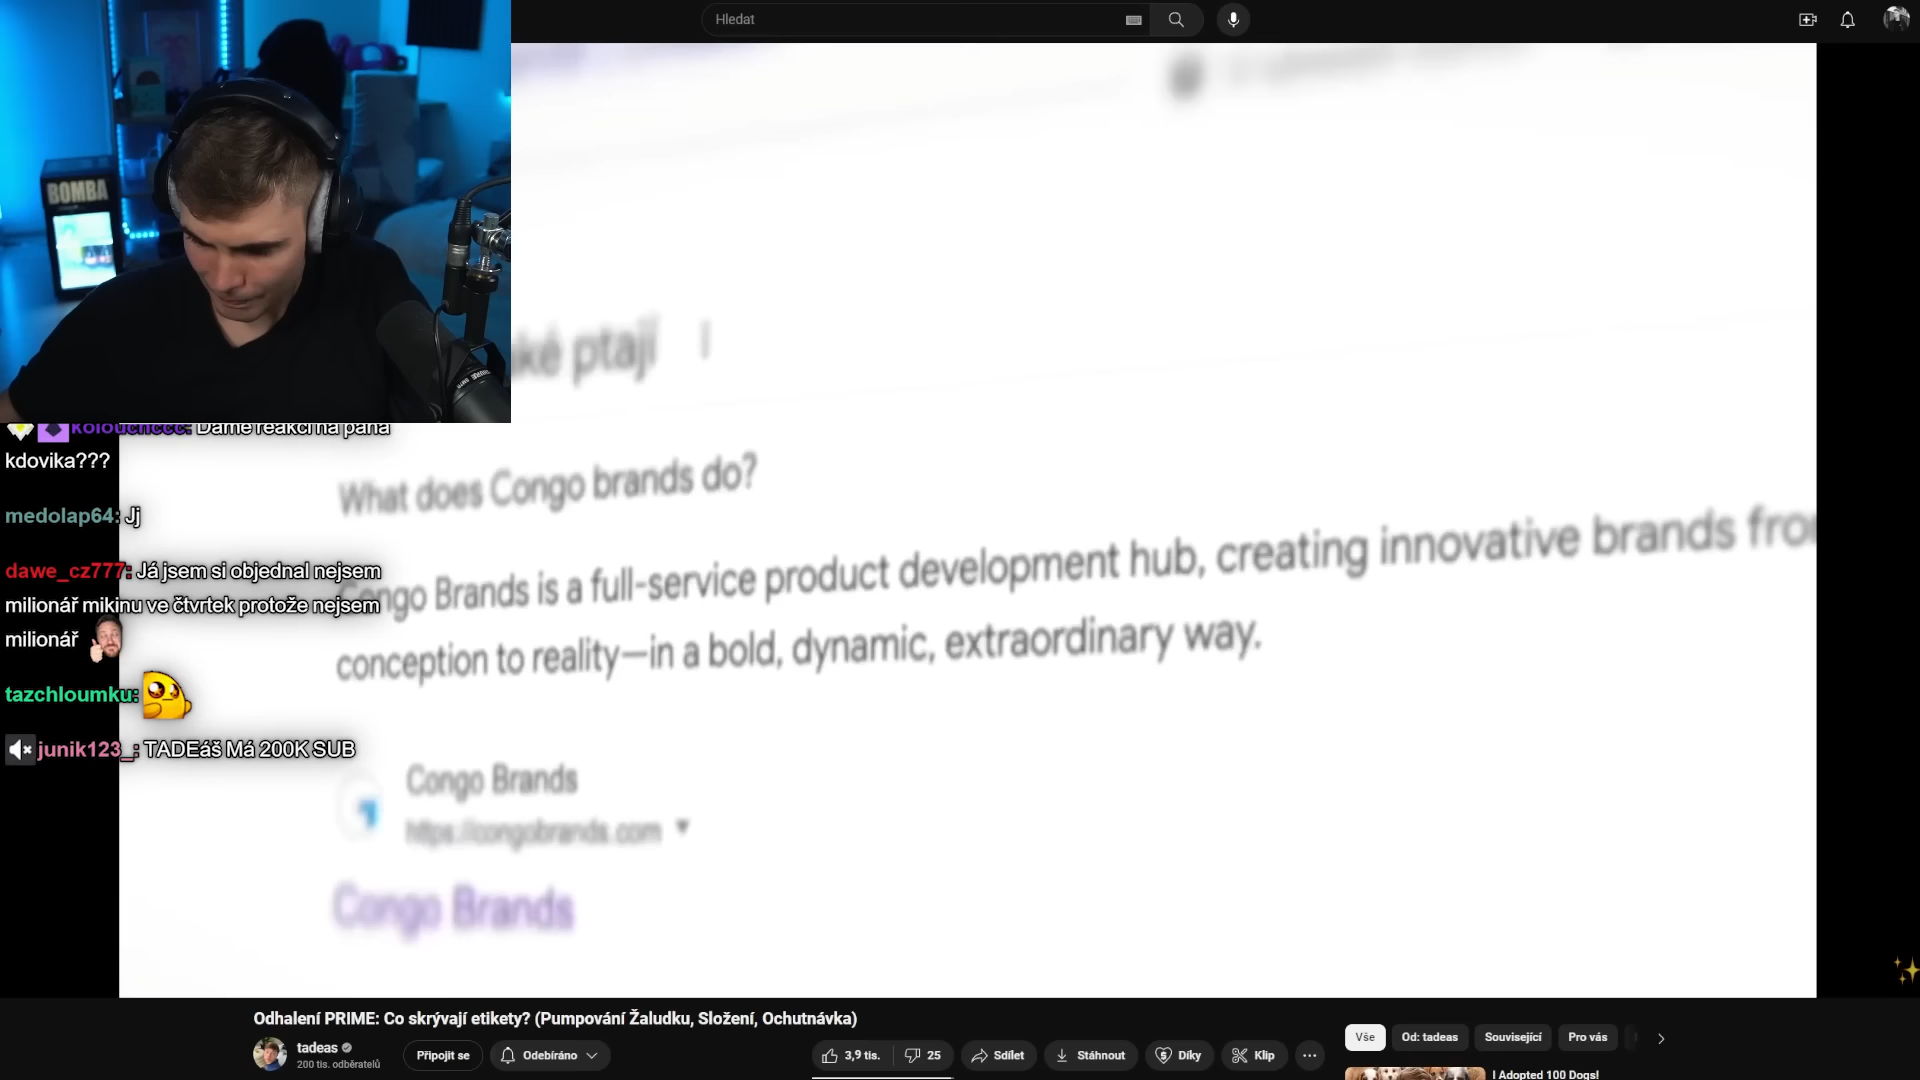 Hledat
BOMBA
ké ptají
koloucnccc: Dáme reakci na pana
kdovika???
medolap64: Jj
dawe_cz777: Já jsem si objednal nejsem
milionář mikinu ve čtvrtek protože nejsem
milionář
tazchloumku:
junik123_: TADEáš Má 200K SUB
What does Congo brands do?
Congo Brands is a full-service product development hub, creating innovative brands from
conception to reality—in a bold, dynamic, extraordinary way.
Congo Brands
https://congobrands.com
Congo Brands
Odhalení PRIME: Co skrývají etikety? (Pumpování Žaludku, Složení, Ochutnávka)
tadeas
200 tis. odběratelů
Připojit se
Odebíráno
3,9 tis.
25
Sdílet
Stáhnout
Díky
Klip
Vše
Od: tadeas
Související
Pro vás
I Adopted 100 Dogs!